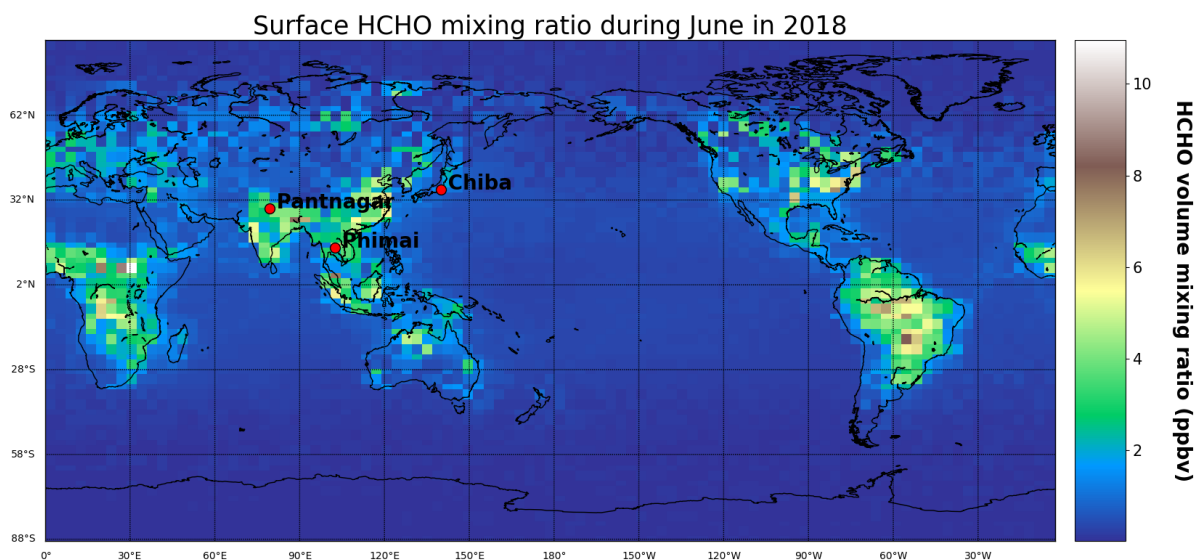 Surface HCHO mixing ratio during June in 2018
62°N
32°N
2°N
28°S
58°S
88°S
Chiba
Pantnagar
Phimai
0°
30°E
60°E
90°E
120°E
150°E
180°
150°W
120°W
90°W
60°W
30°W
10
8
6
4
2
HCHO volume mixing ratio (ppbv)